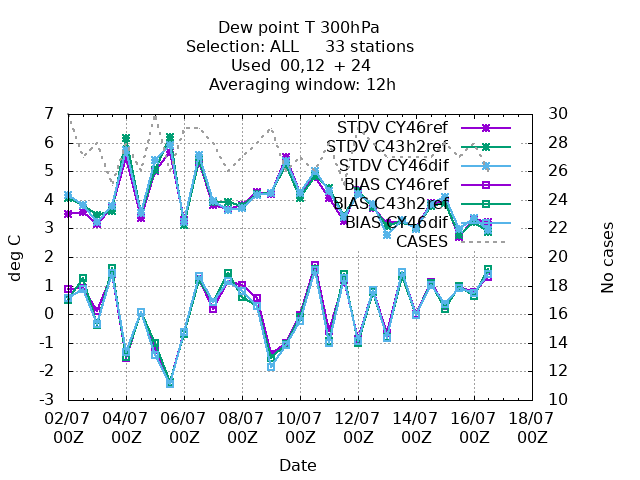 Dew point T 300hPa
Selection: ALL 33 stations
Used 00,12 + 24
Averaging window: 12h
7 30
STDV CY46ref
6 28
STDV C43h2ref
STDV CY46dif
5 26
BIAS CY46ref
4 24
BIAS C43h2ref
BIAS CY46dif
3 22
CASES
2 20
1 18
0 16
-1 14
-2 12
-3 10
deg C
No cases
02/07 04/07 06/07 08/07 10/07 12/07 14/07 16/07 18/07
00Z 00Z 00Z 00Z 00Z 00Z 00Z 00Z 00Z
Date